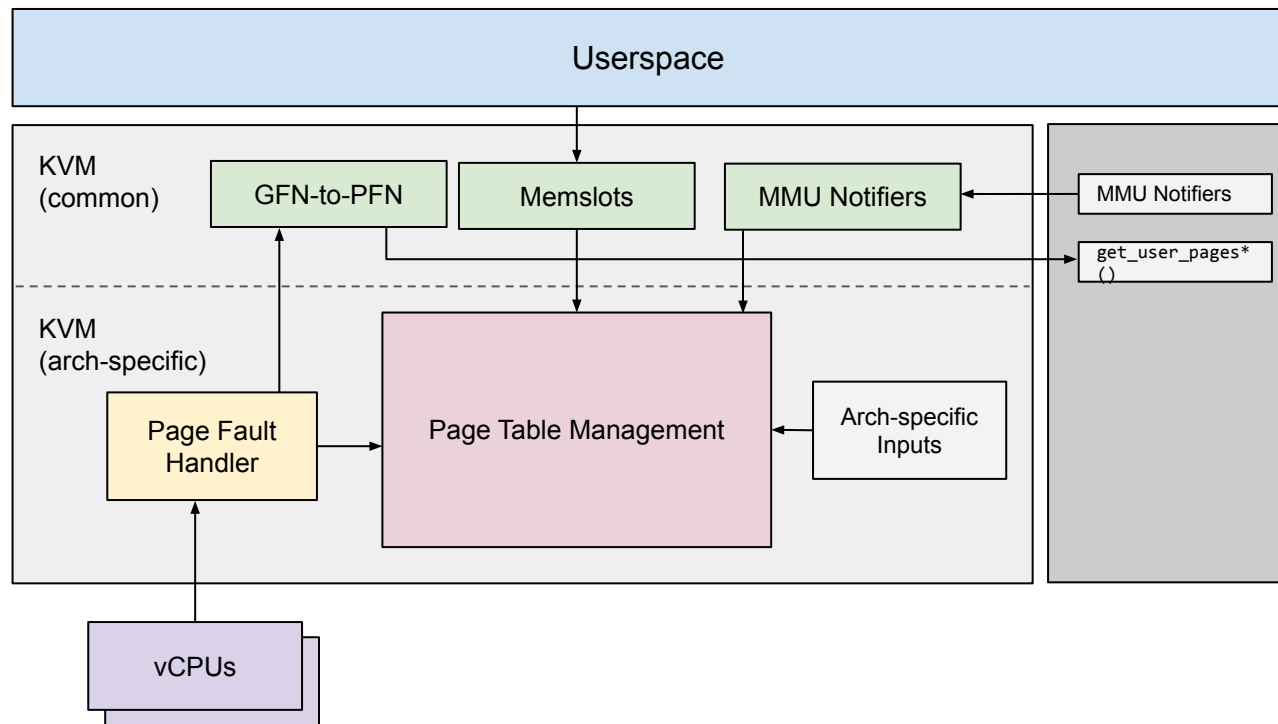 Userspace
KVM
(common)
GFN-to-PFN
Memslots
MMU Notifiers
MMU Notifiers
get_user_pages*
()
KVM
(arch-specific)
Page Fault
Handler
Page Table Management
Arch-specific
Inputs
vCPUs